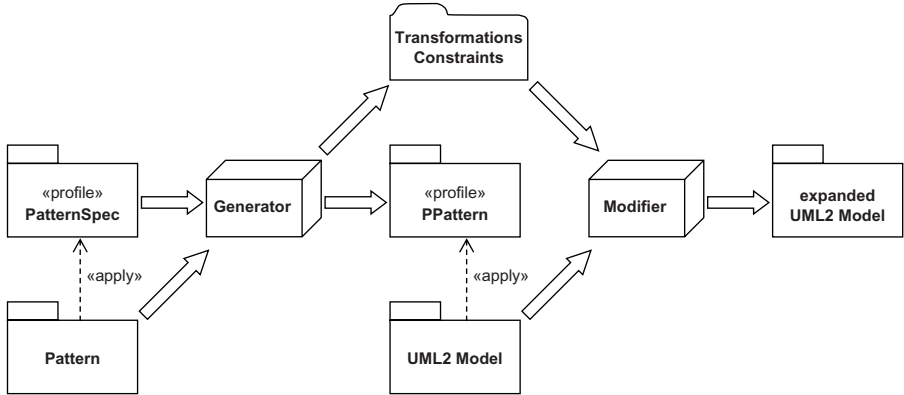 Transformations
Constraints
«profile»
PatternSpec
Generator
«profile»
PPattern
Modifier
expanded
UML2 Model
«apply»
«apply»
Pattern
UML2 Model